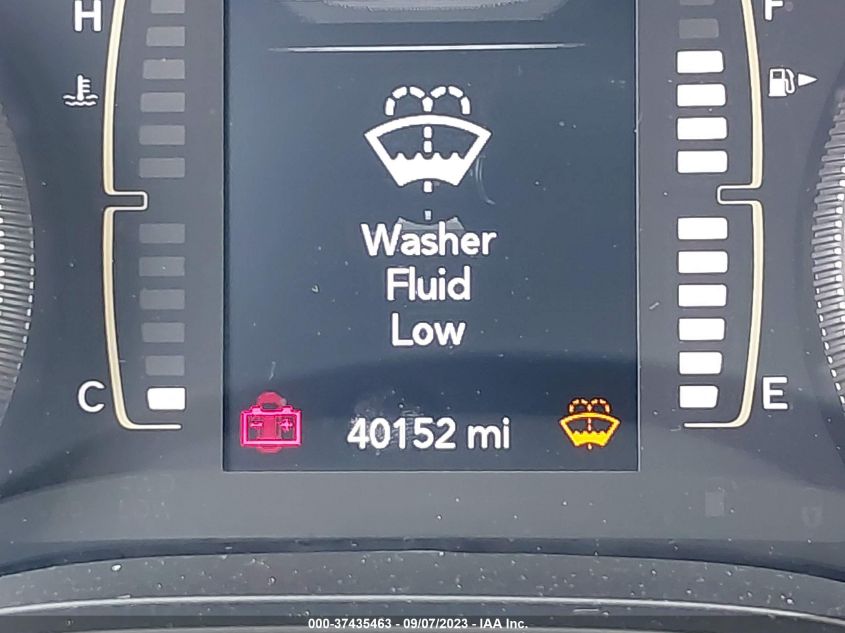 H
F
Washer
Fluid
Low
C
E
40152 mi
000-37435463 - 09/07/2023 - IAA Inc.